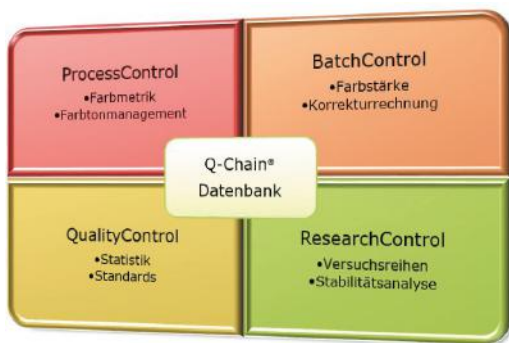 ProcessControl
•Farbmetrik
•Farbtonmanagement
BatchControl
•Farbstärke
•Korrekturrechnung
Q-Chain®
Datenbank
QualityControl
•Statistik
•Standards
ResearchControl
•Versuchsreihen
•Stabilitätsanalyse